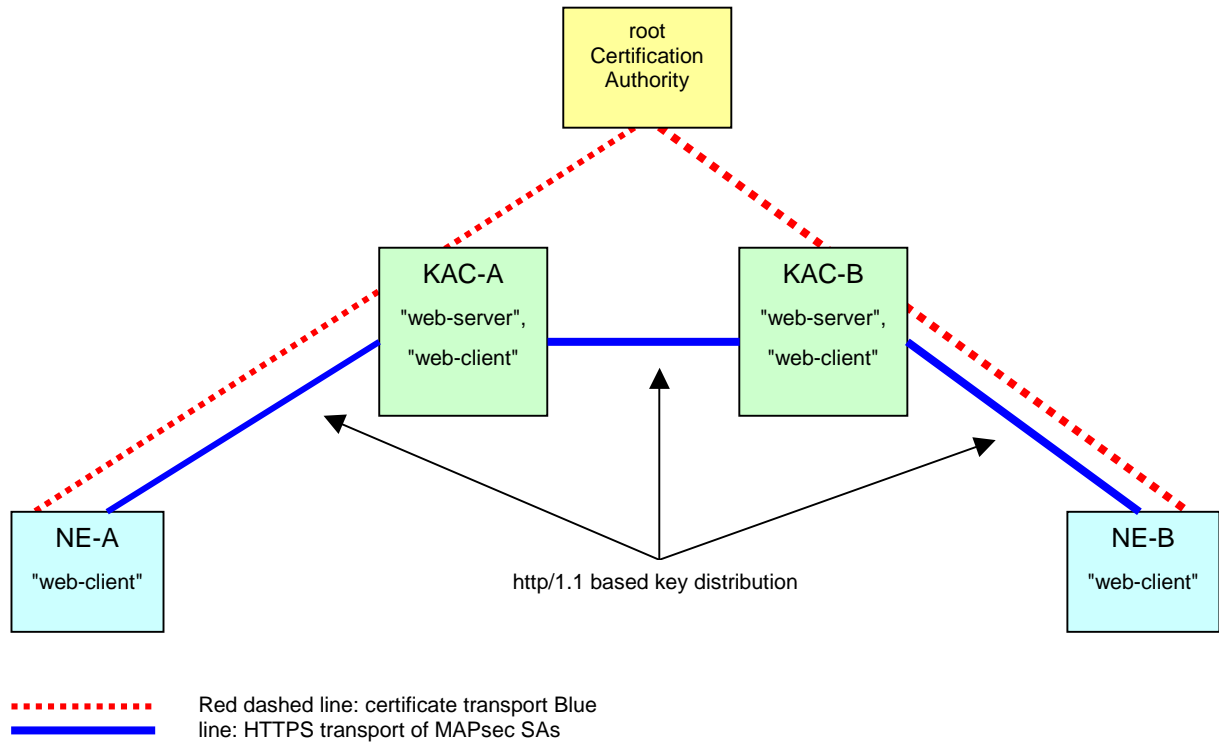 root
Certification
Authority
KAC-A
"web-server",
"web-client"
KAC-B
"web-server",
"web-client"
NE-A
"web-client"
NE-B
"web-client"
http/1.1 based key distribution
Red dashed line: certificate transport Blue
line: HTTPS transport of MAPsec SAs